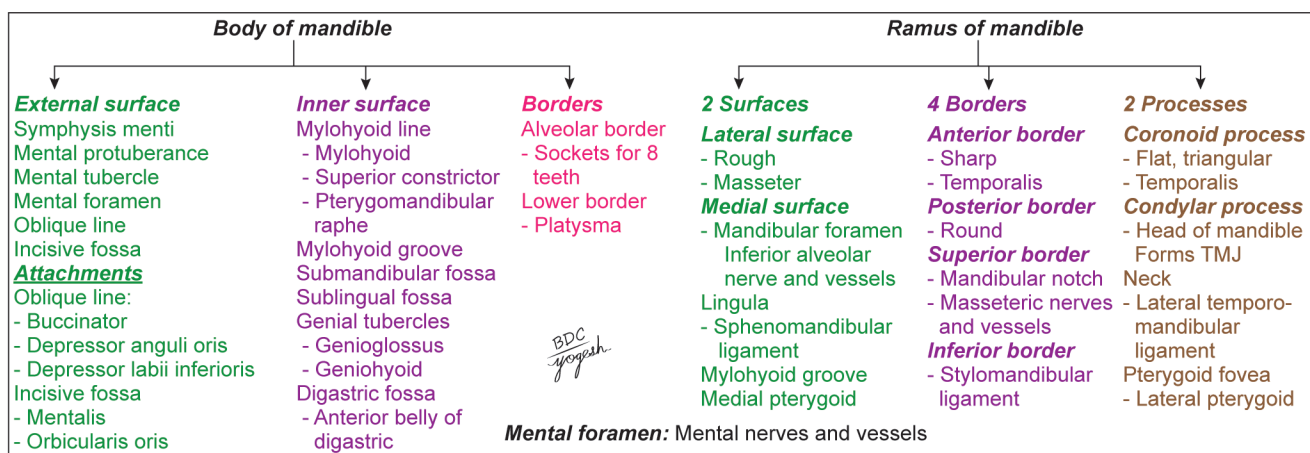 Body of mandible
External surface
Symphysis menti
Mental protuberance
Mental tubercle
Mental foramen
Oblique line
Incisive fossa
Attachments
Oblique line:
- Buccinator
- Depressor anguli oris
- Depressor labii inferioris
Incisive fossa
- Mentalis
- Orbicularis oris
Inner surface
Mylohyoid line
- Mylohyoid
- Superior constrictor
- Pterygomandibular
raphe
Mylohyoid groove
Submandibular fossa
Sublingual fossa
Genial tubercles
- Genioglossus
- Geniohyoid
Digastric fossa
- Anterior belly of
digastric
Borders
Alveolar border
- Sockets for 8
teeth
Lower border
- Platysma
BDC
yogesh
Ramus of mandible
2 Surfaces
Lateral surface
- Rough
- Masseter
Medial surface
- Mandibular foramen
Inferior alveolar
nerve and vessels
Lingula
- Sphenomandibular
ligament
Mylohyoid groove
Medial pterygoid
4 Borders
Anterior border
- Sharp
- Temporalis
Posterior border
- Round
Superior border
- Mandibular notch
- Masseteric nerves
and vessels
Inferior border
- Stylomandibular
ligament
2 Processes
Coronoid process
- Flat, triangular
- Temporalis
Condylar process
- Head of mandible
Forms TMJ
Neck
- Lateral temporo-
mandibular
ligament
Pterygoid fovea
- Lateral pterygoid
Mental foramen: Mental nerves and vessels